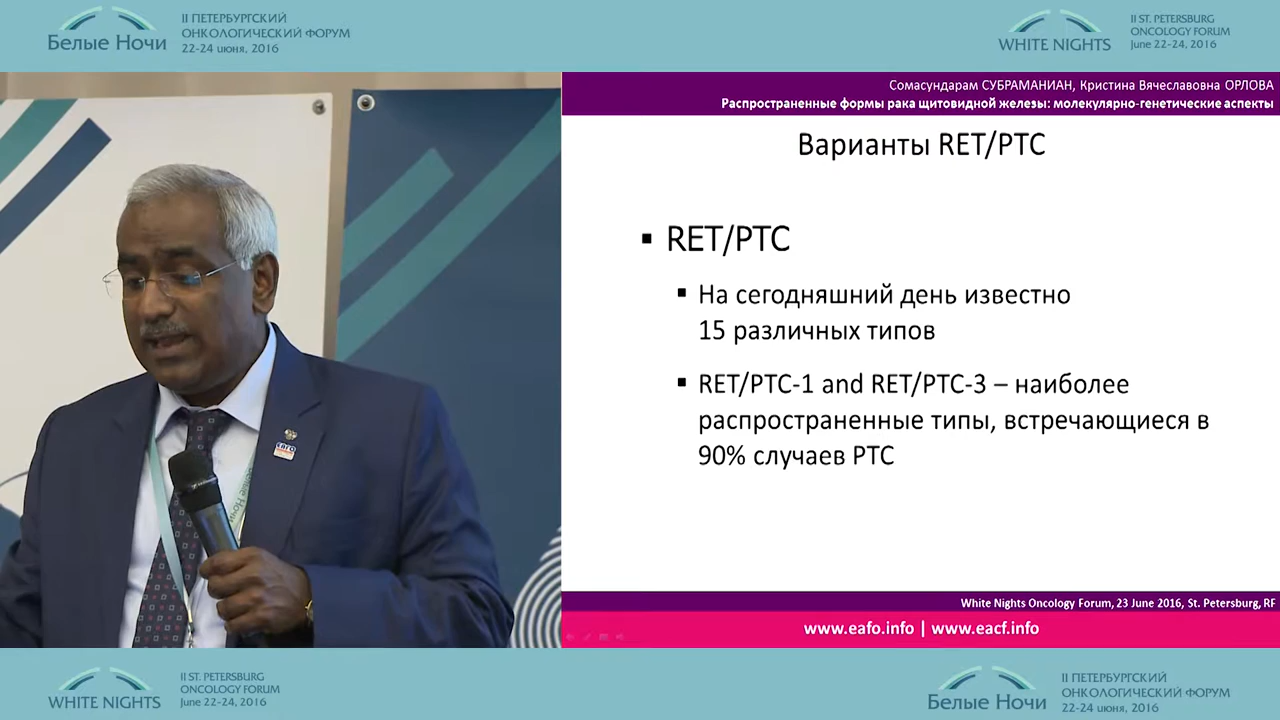 Белые Ночи
II ПЕТЕРБУРГСКИЙ
ОНКОЛОГИЧЕСКИЙ ФОРУМ
22-24 июня, 2016
WHITE NIGHTS
II ST. PETERSBURG
ONCOLOGY FORUM
June 22-24, 2016
Сомасундарам СУБРАМАНИАН, Кристина Вячеславовна ОРЛОВА
Распространенные формы рака щитовидной железы: молекулярно-генетические аспекты
Варианты RET/PTC
RET/PTC
На сегодняшний день известно
15 различных типов
RET/PTC-1 and RET/PTC-3 – наиболее
распространенные типы, встречающиеся в
90% случаев PTC
White Nights Oncology Forum, 23 June 2016, St. Petersburg, RF
www.eafo.info | www.eacf.info
EAFO
Белые Ночи
WHITE NIGHTS
II ST. PETERSBURG
ONCOLOGY FORUM
June 22-24, 2016
Белые Ночи
II ПЕТЕРБУРГСКИЙ
ОНКОЛОГИЧЕСКИЙ ФОРУМ
22-24 июня, 2016